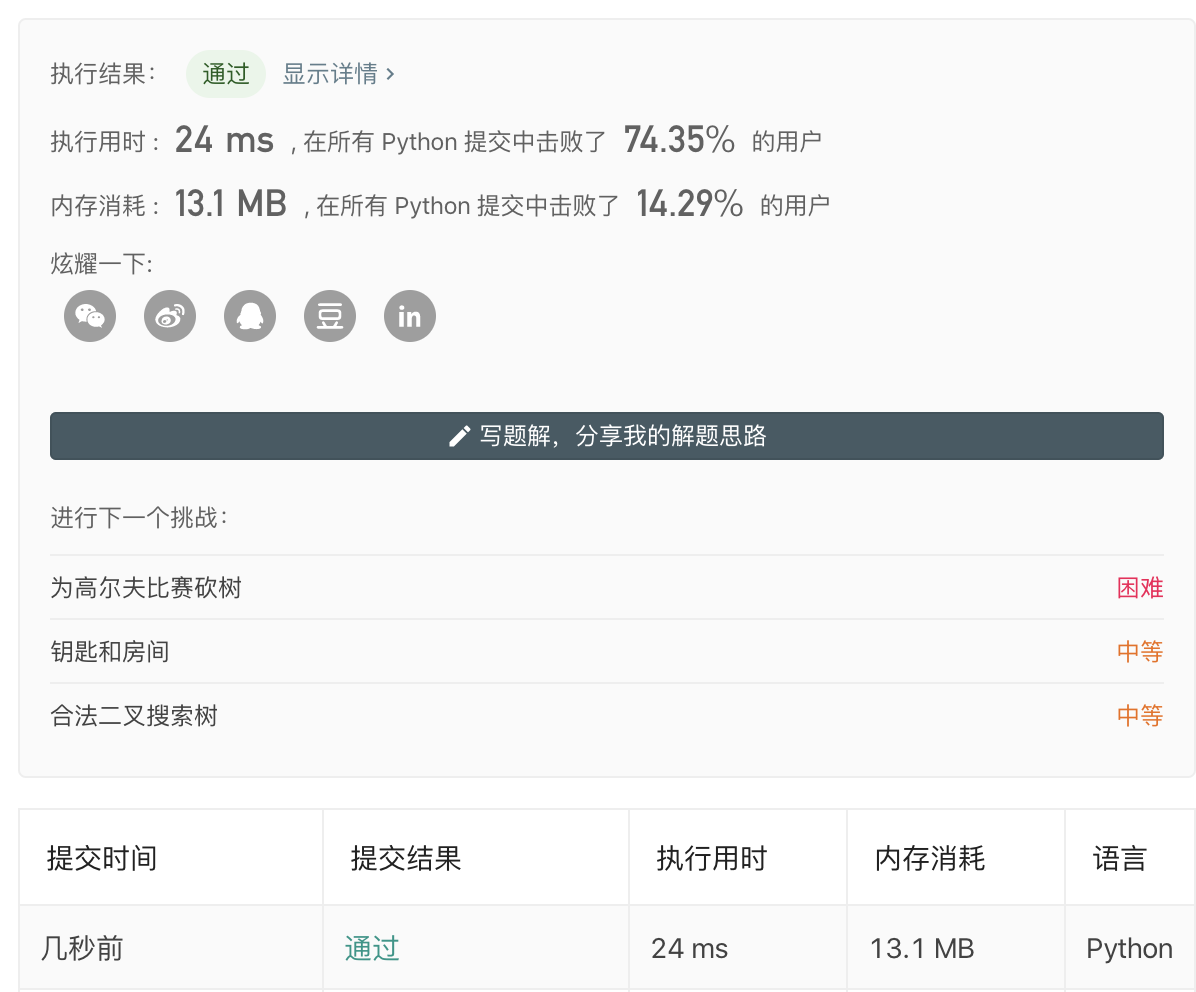 执行结果： 通过 显示详情 ›
执行用时 : 24 ms , 在所有 Python 提交中击败了 74.35% 的用户
内存消耗 : 13.1 MB , 在所有 Python 提交中击败了 14.29% 的用户
炫耀一下:
豆 in
写题解，分享我的解题思路
进行下一个挑战：
为高尔夫比赛砍树 困难
钥匙和房间 中等
合法二叉搜索树 中等
提交时间 提交结果 执行用时 内存消耗 语言
几秒前 通过 24 ms 13.1 MB Python